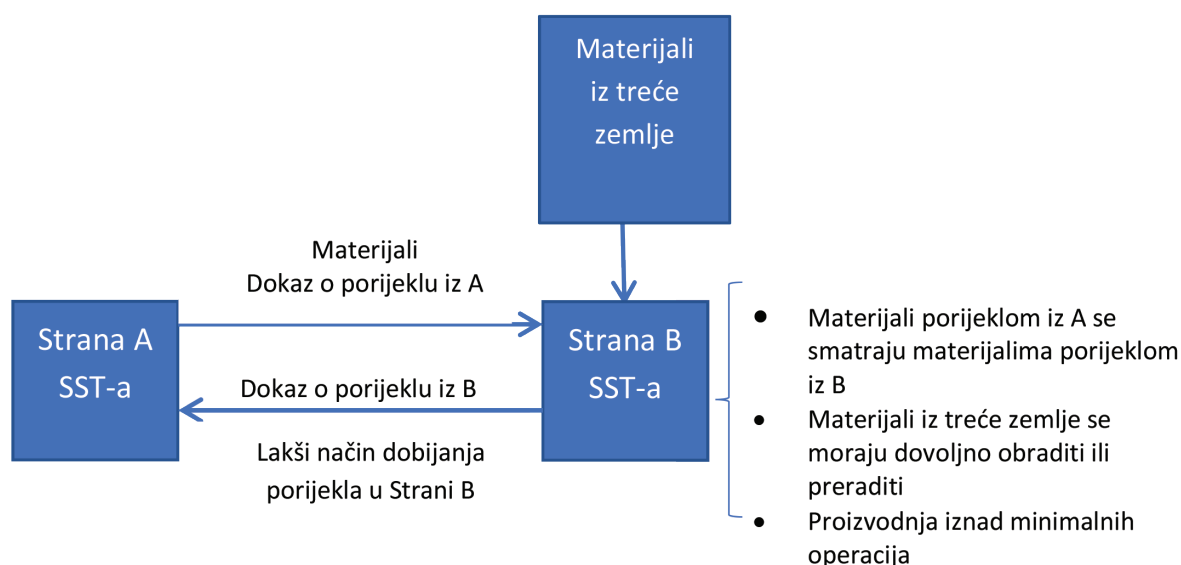 Materijali
iz treće
zemlje
Materijali
Dokaz o porijeklu iz A
Strana A
SST-a
Strana B
SST-a
Dokaz o porijeklu iz B
Lakši način dobijanja
porijekla u Strani B
• Materijali porijeklom iz A se
smatraju materijalima porijeklom
iz B
• Materijali iz treće zemlje se
moraju dovoljno obraditi ili
preraditi
• Proizvodnja iznad minimalnih
operacija